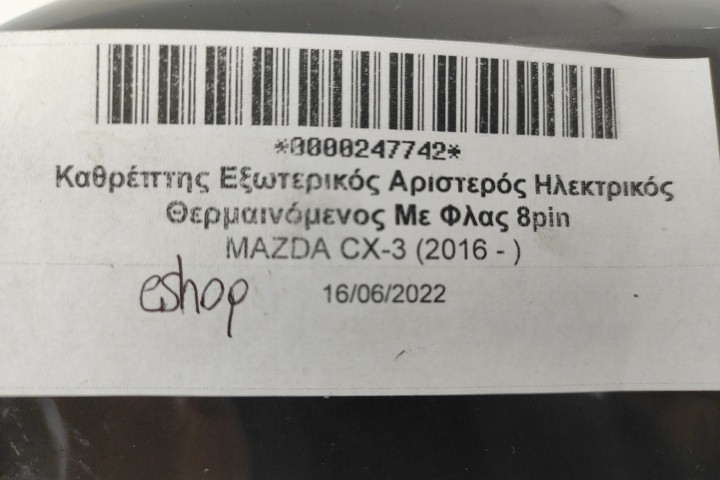 *0000247742*
Καθρέπτης Εξωτερικός Αριστερός Ηλεκτρικός
Θερμαινόμενος Με Φλας 8pin
MAZDA CX-3 (2016 - )
eshop 16/06/2022